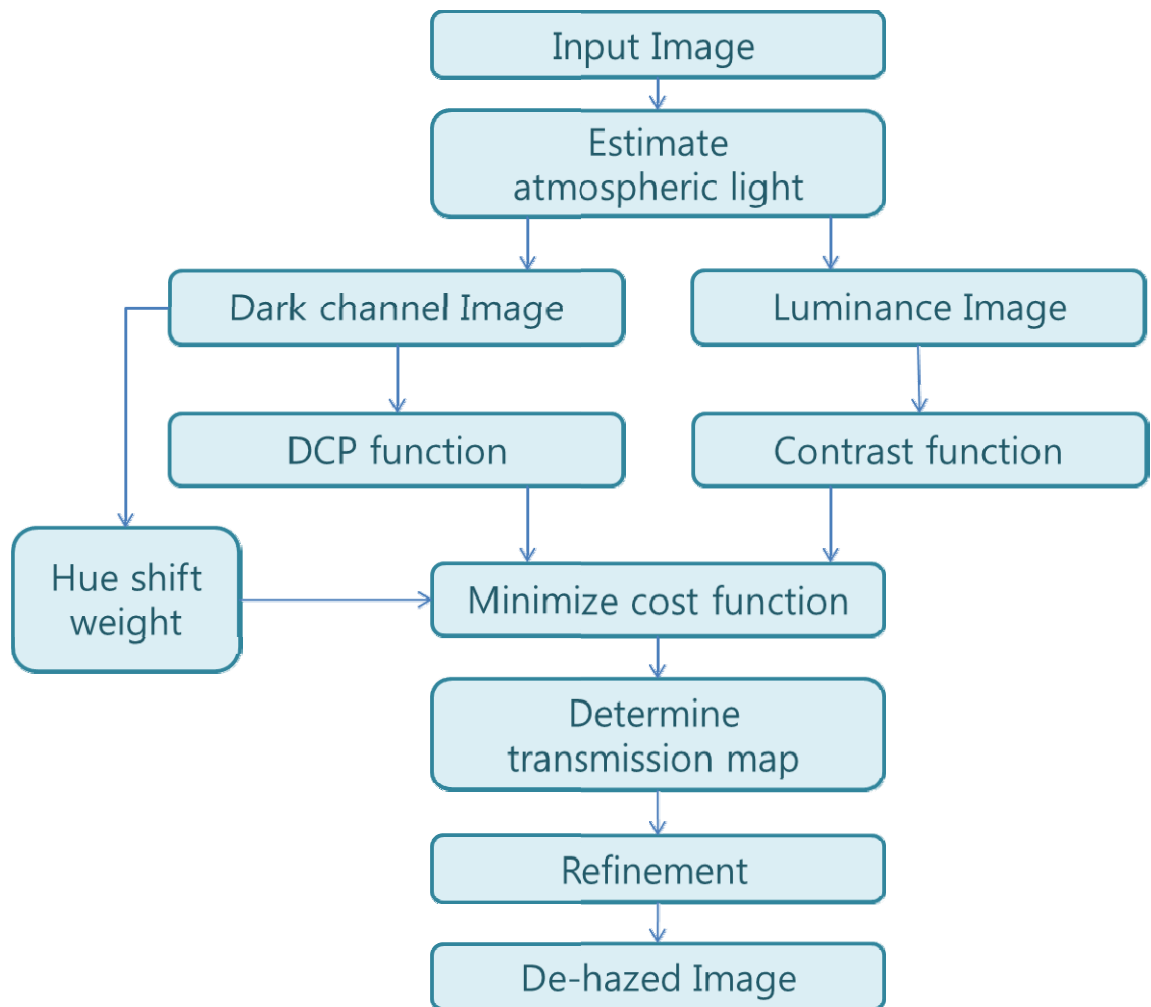 Input Image
Estimate
atmospheric light
Dark channel Image
Luminance Image
DCP function
Contrast function
Hue shift
weight
Minimize cost function
Determine
transmission map
Refinement
De-hazed Image